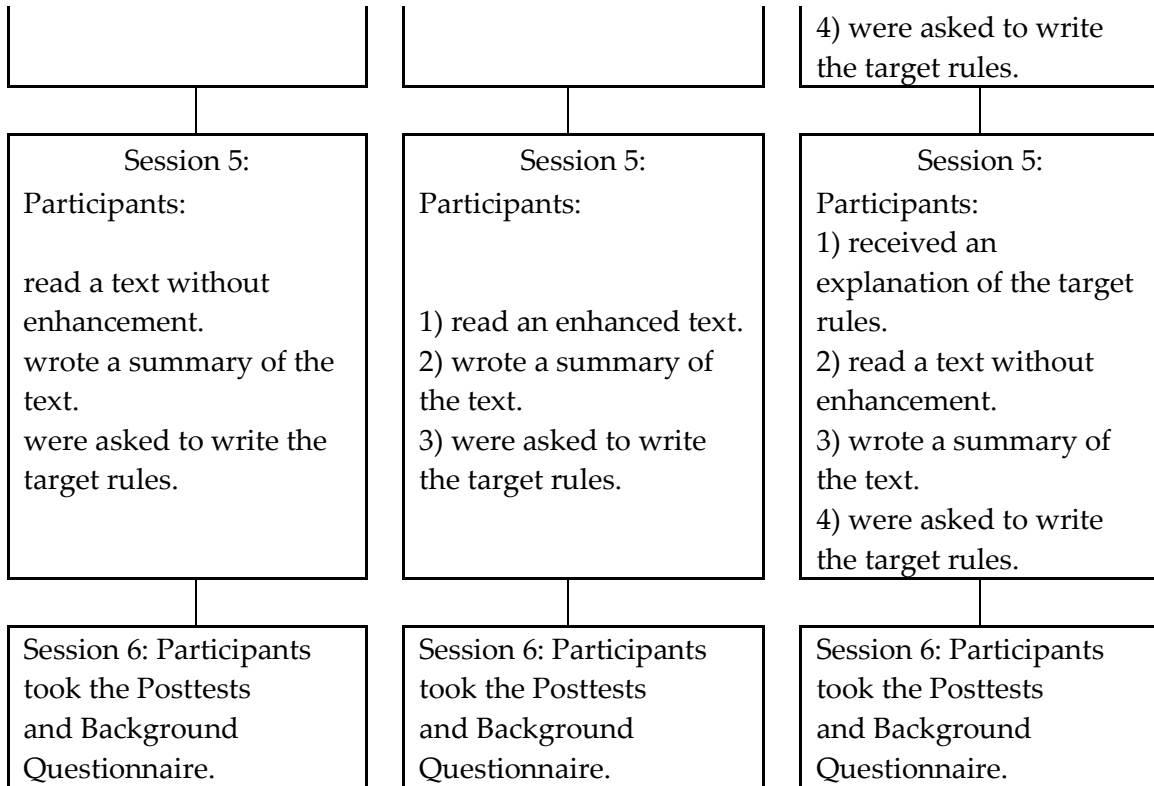 4) were asked to write
the target rules.
Session 5:
Participants:
read a text without
enhancement.
wrote a summary of the
text.
were asked to write the
target rules.
Session 5:
Participants:
1) read an enhanced text.
2) wrote a summary of
the text.
3) were asked to write
the target rules.
Session 5:
Participants:
1) received an
explanation of the target
rules.
2) read a text without
enhancement.
3) wrote a summary of
the text.
4) were asked to write
the target rules.
Session 6: Participants
took the Posttests
and Background
Questionnaire.
Session 6: Participants
took the Posttests
and Background
Questionnaire.
Session 6: Participants
took the Posttests
and Background
Questionnaire.